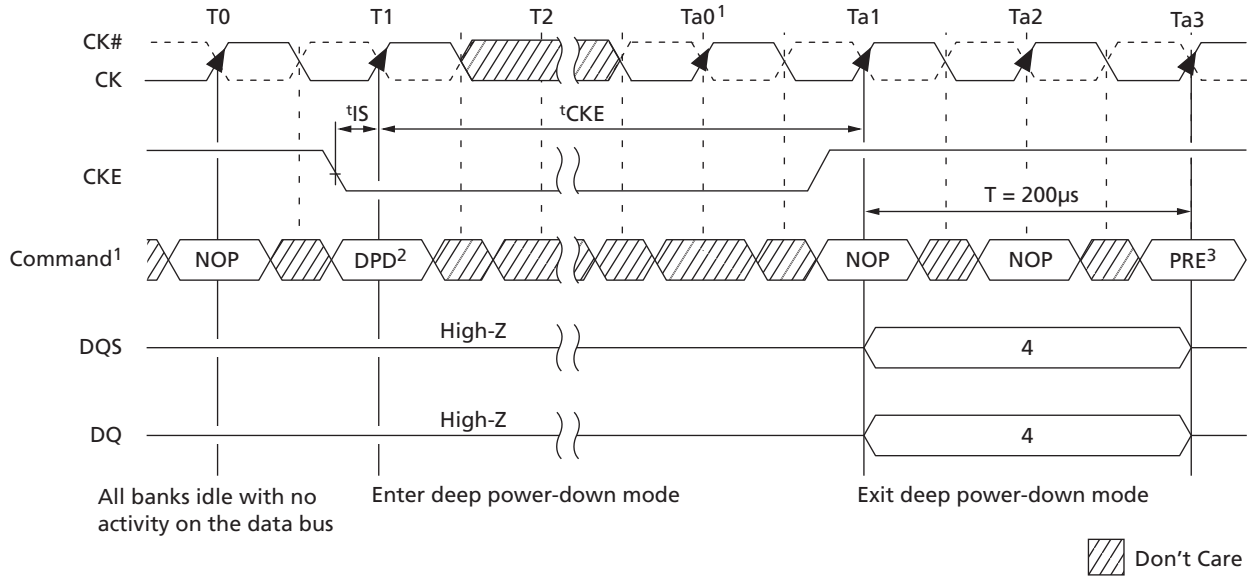 T0 T1 T2 Ta0¹ Ta1 Ta2 Ta3
CK#
CK
ᵗIS ᵗCKE
CKE
T = 200µs
Command¹ NOP DPD² NOP NOP PRE³
High-Z
DQS 4
High-Z
DQ 4
All banks idle with no
activity on the data bus
Enter deep power-down mode
Exit deep power-down mode
Don't Care